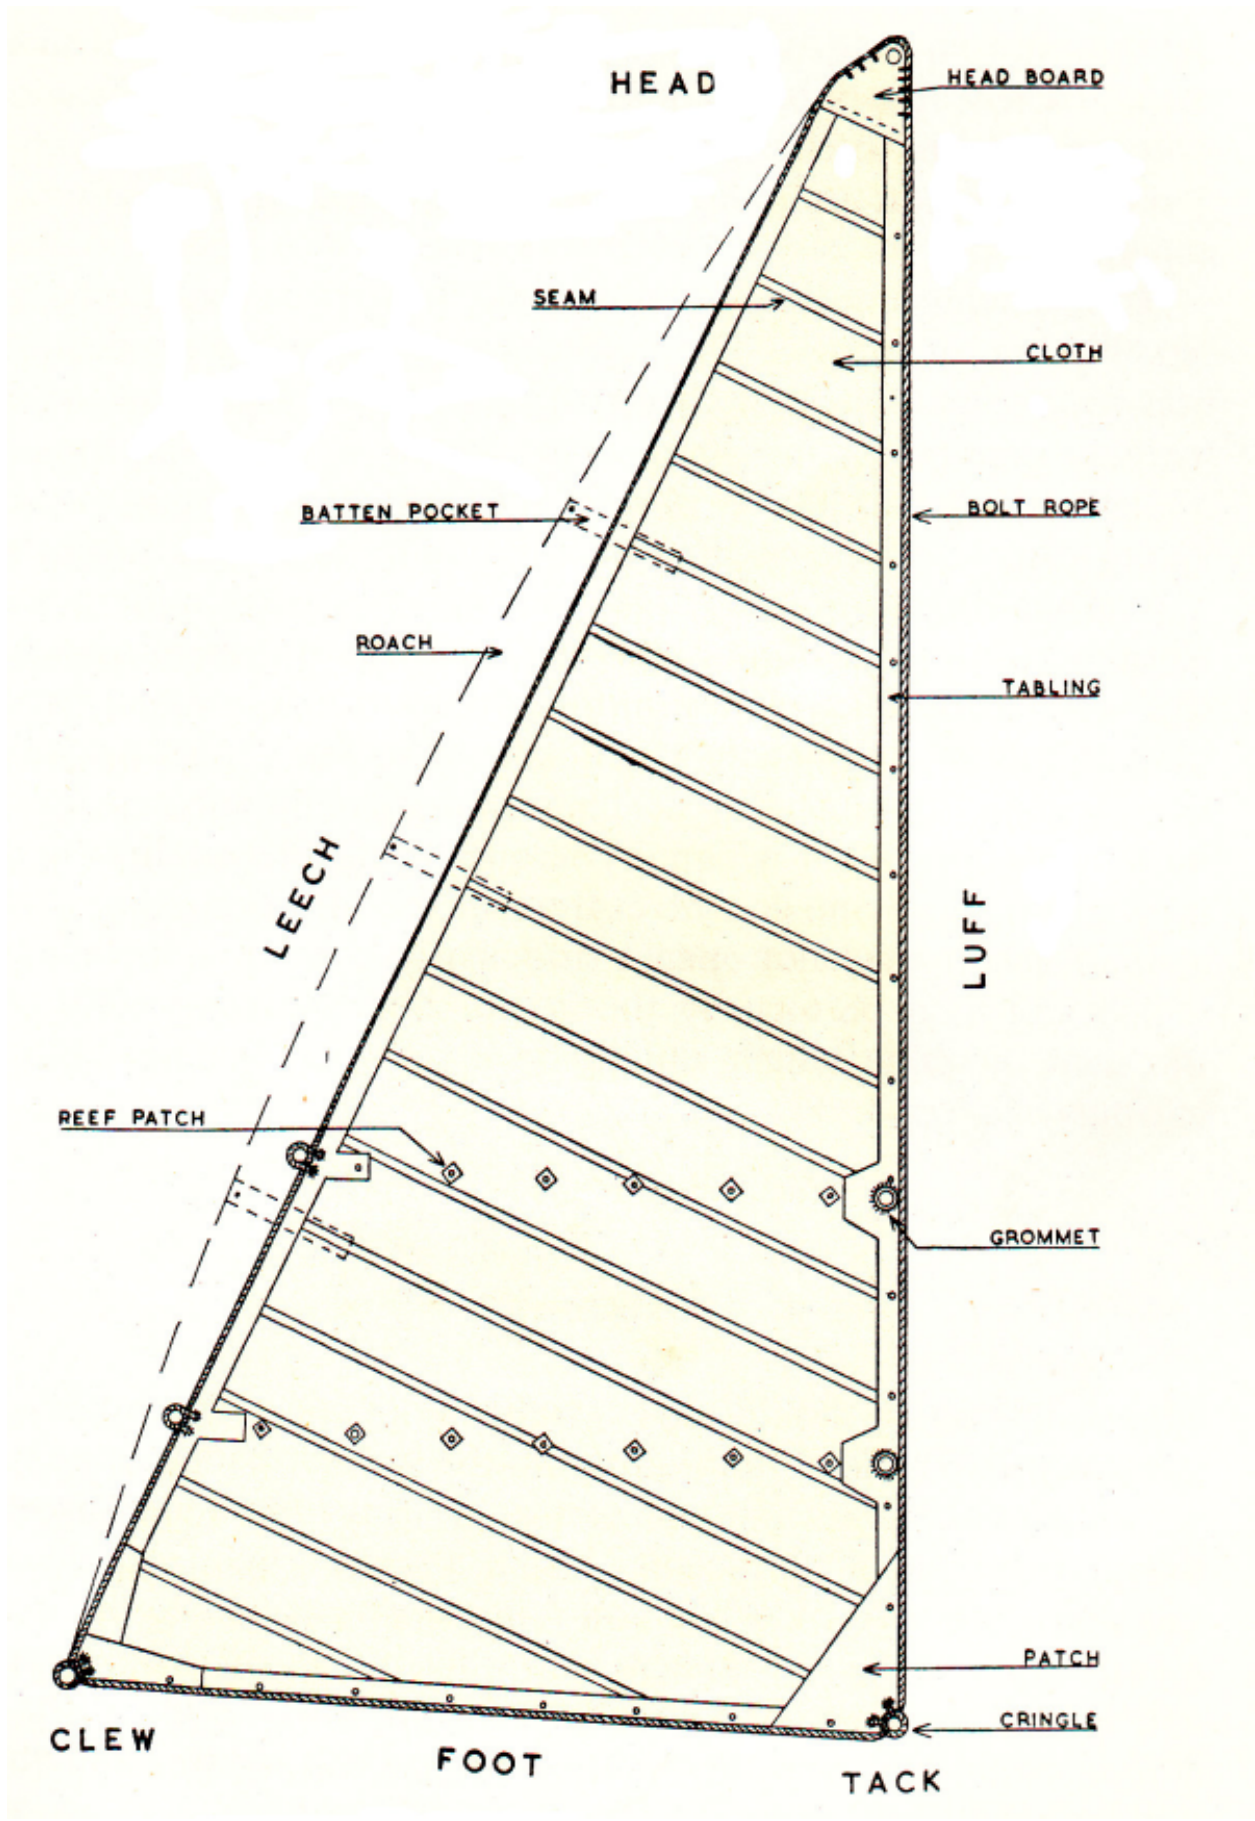 HEAD
HEAD BOARD
SEAM
CLOTH
BATTEN POCKET
BOLT ROPE
ROACH
TABLING
LEECH
LUFF
REEF PATCH
GROMMET
PATCH
CRINGLE
CLEW
FOOT
TACK